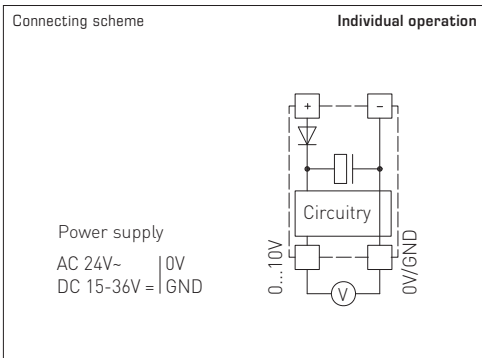 Connecting scheme
Individual operation
+
–
Circuitry
Power supply
AC 24V~ | 0V
DC 15-36V = | GND
0...10V
0V/GND
V